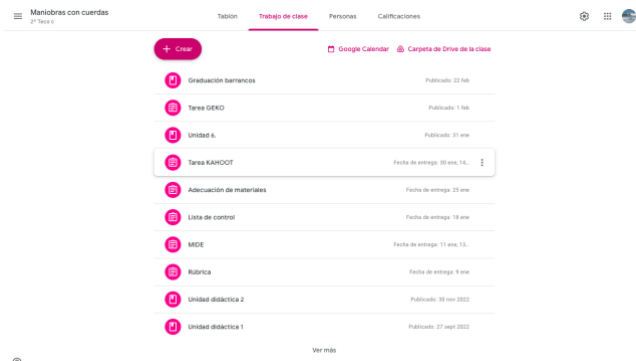 Maniobras con cuerdas
2º Teco c
Tablón
Trabajo de clase
Personas
Calificaciones
Crear
Google Calendar
Carpeta de Drive de la clase
Graduación barrancos
Publicado: 22 feb
Tarea GEKO
Publicado: 1 feb
Unidad 6.
Publicado: 31 ene
Tarea KAHOOT
Fecha de entrega: 30 ene, 14...
Adecuación de materiales
Fecha de entrega: 25 ene
Lista de control
Fecha de entrega: 18 ene
MIDE
Fecha de entrega: 11 ene, 13...
Rúbrica
Fecha de entrega: 9 ene
Unidad didáctica 2
Publicado: 30 nov 2022
Unidad didáctica 1
Publicado: 27 sept 2022
Ver más